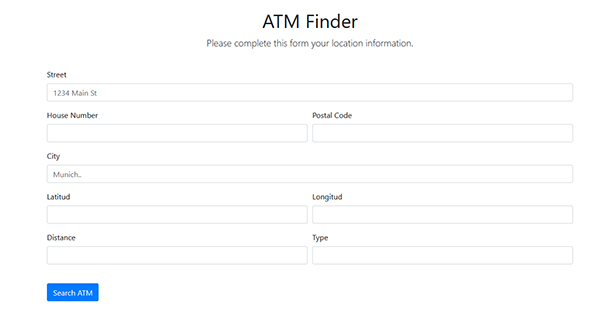 ATM Finder
Please complete this form your location information.
Street
1234 Main St
House Number Postal Code
City
Munich..
Latitud Longitud
Distance Type
Search ATM